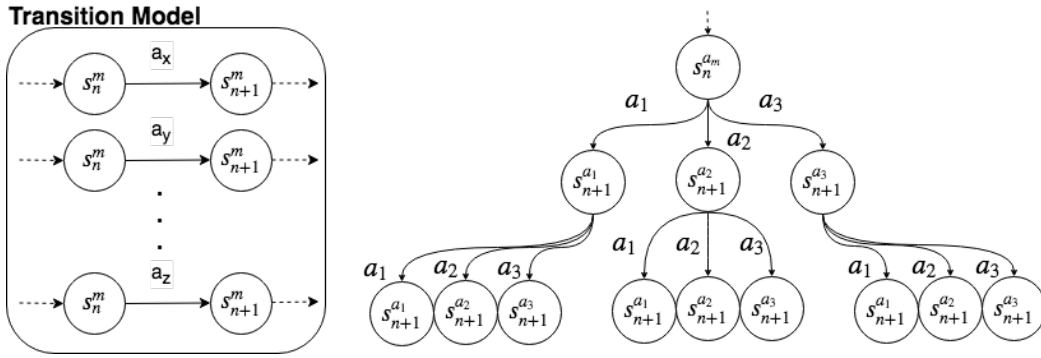 Transition Model
a_x
s_n^m s_{n+1}^m
a_y
s_n^m s_{n+1}^m
.
.
.
a_z
s_n^m s_{n+1}^m
s_n^{a_m}
a_1 a_2 a_3
s_{n+1}^{a_1} s_{n+1}^{a_2} s_{n+1}^{a_3}
a_1 a_2 a_3 a_1 a_2 a_3 a_1 a_2 a_3
s_{n+1}^{a_1} s_{n+1}^{a_2} s_{n+1}^{a_3} s_{n+1}^{a_1} s_{n+1}^{a_2} s_{n+1}^{a_3} s_{n+1}^{a_1} s_{n+1}^{a_2} s_{n+1}^{a_3}